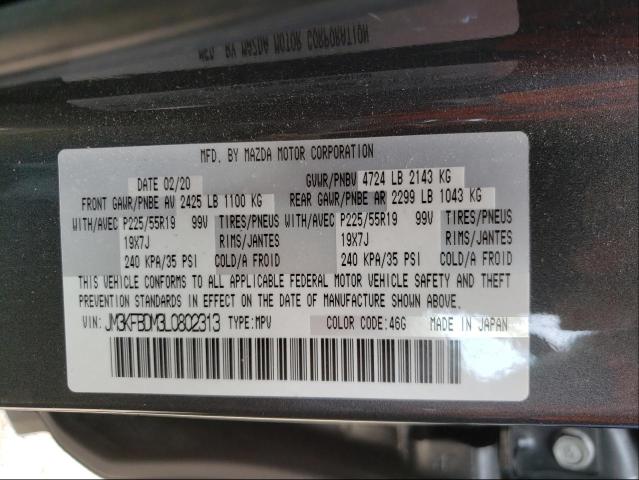 MFD. BY MAZDA MOTOR CORPORATION
MFD. BY MAZDA MOTOR CORPORATION
DATE 02/20 GVWR/PNBV 4724 LB 2143 KG
FRONT GAWR/PNBE AV 2425 LB 1100 KG REAR GAWR/PNBE AR 2299 LB 1043 KG
WITH/AVEC P225/55R19 99V TIRES/PNEUS WITH/AVEC P225/55R19 99V TIRES/PNEUS
19X7J RIMS/JANTES 19X7J RIMS/JANTES
240 KPA/35 PSI COLD/A FROID 240 KPA/35 PSI COLD/A FROID
THIS VEHICLE CONFORMS TO ALL APPLICABLE FEDERAL MOTOR VEHICLE SAFETY AND THEFT
PREVENTION STANDARDS IN EFFECT ON THE DATE OF MANUFACTURE SHOWN ABOVE.
VIN: JM3KFBDM3L0802313 TYPE: MPV COLOR CODE: 46G MADE IN JAPAN